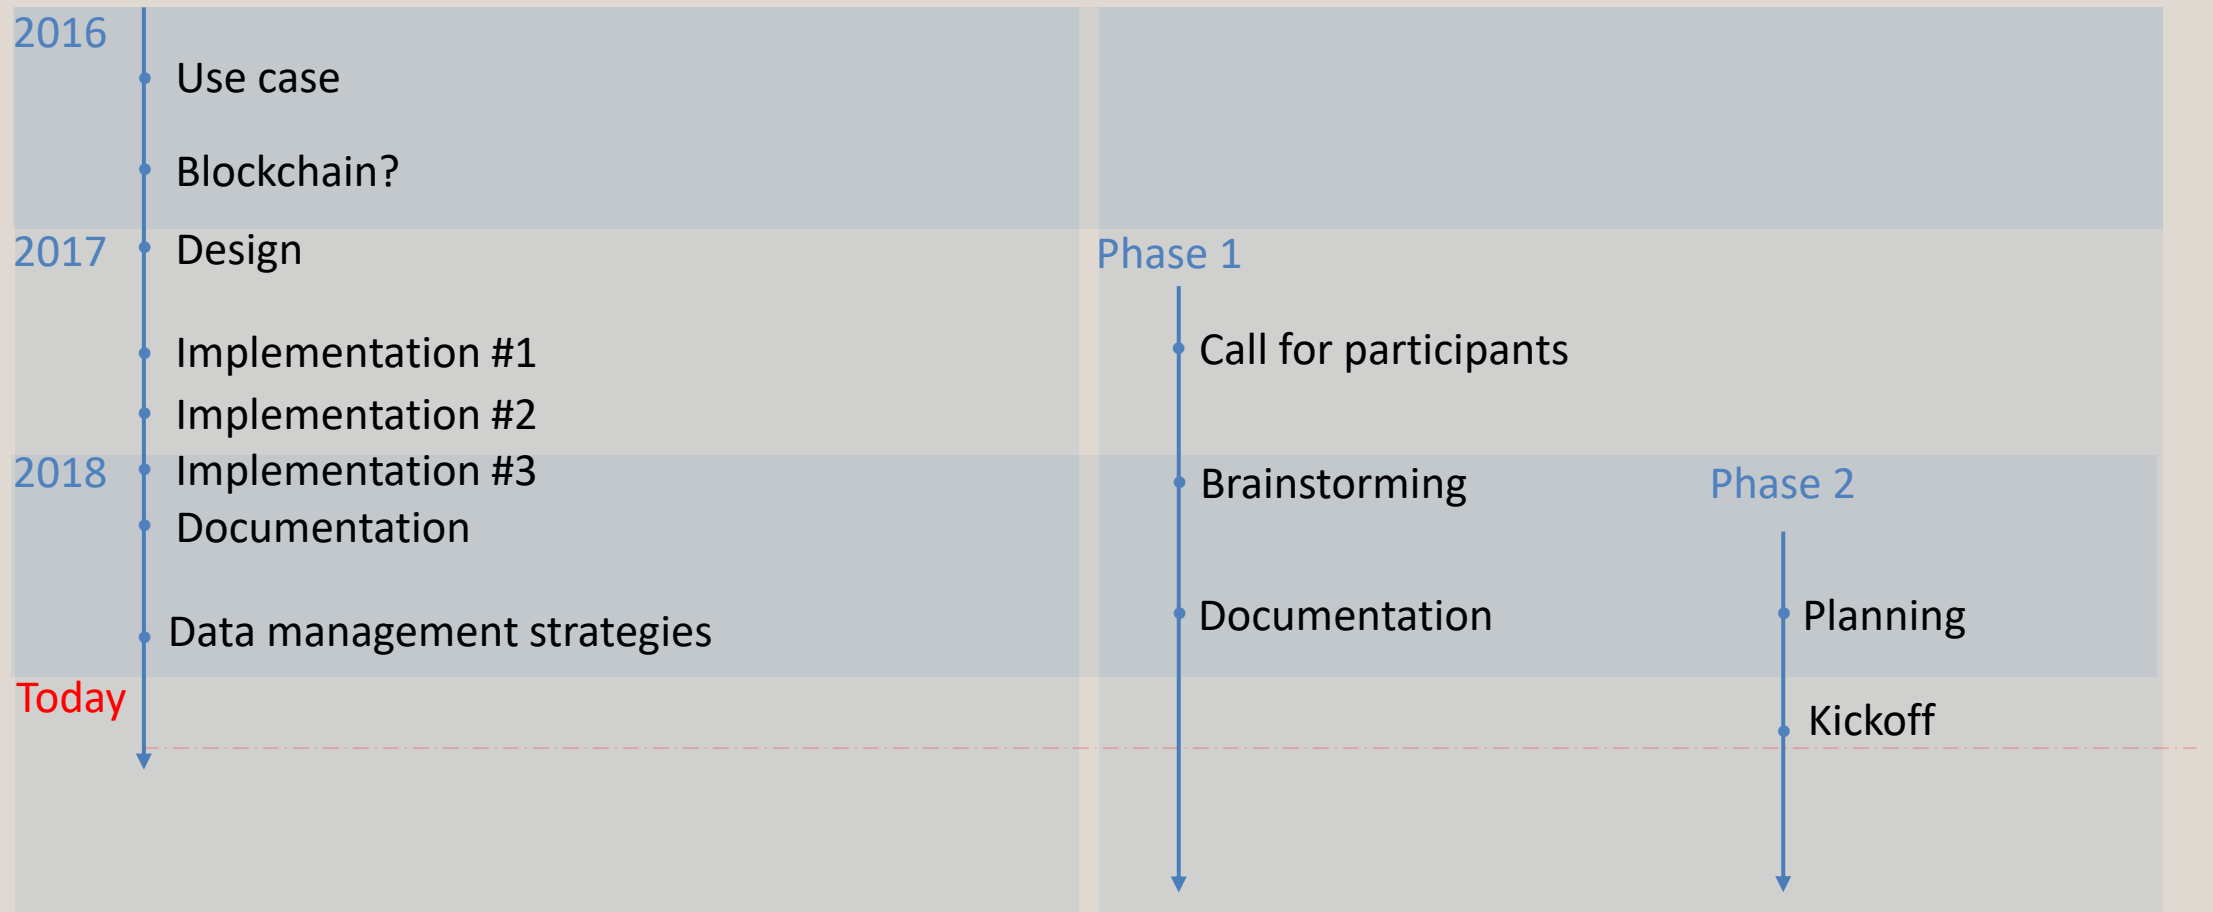 2016
Use case
Blockchain?
2017
Design
Implementation #1
Implementation #2
2018
Implementation #3
Documentation
Data management strategies
Today
Phase 1
Call for participants
Brainstorming
Documentation
Phase 2
Planning
Kickoff